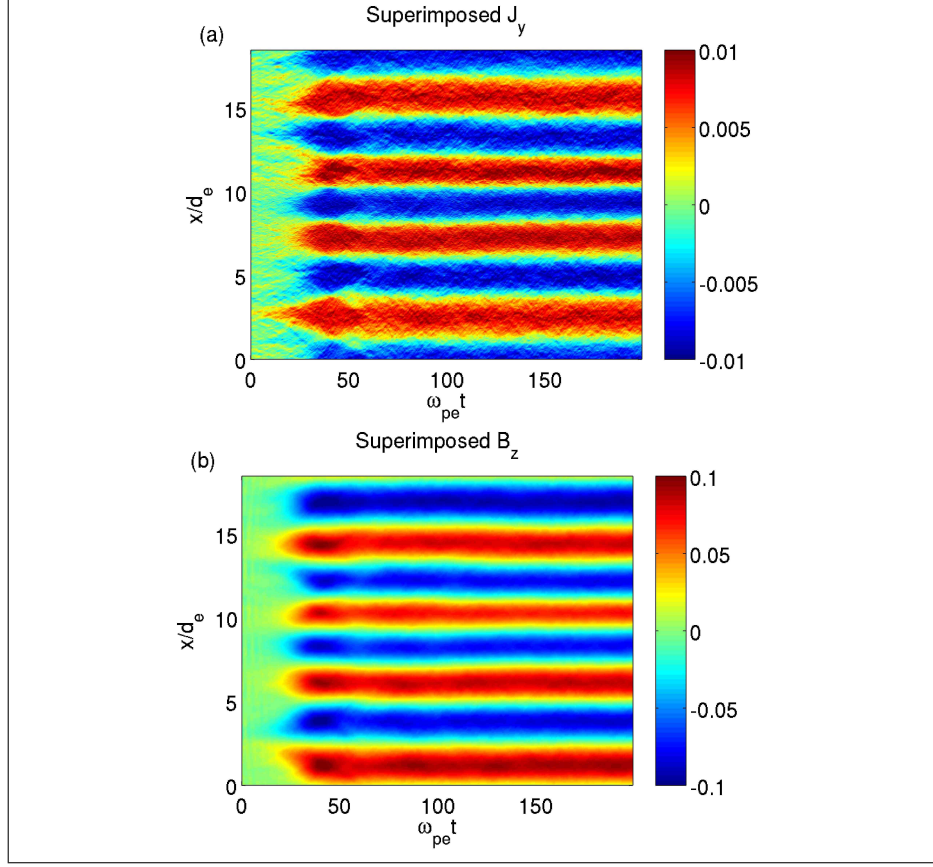 Superimposed J_y
(a)
0.01
0.005
0
-0.005
-0.01
15
10
5
0
x/d_e
0 50 100 150
ω_pe t
Superimposed B_z
(b)
0.1
0.05
0
-0.05
-0.1
15
10
5
0
x/d_e
0 50 100 150
ω_pe t